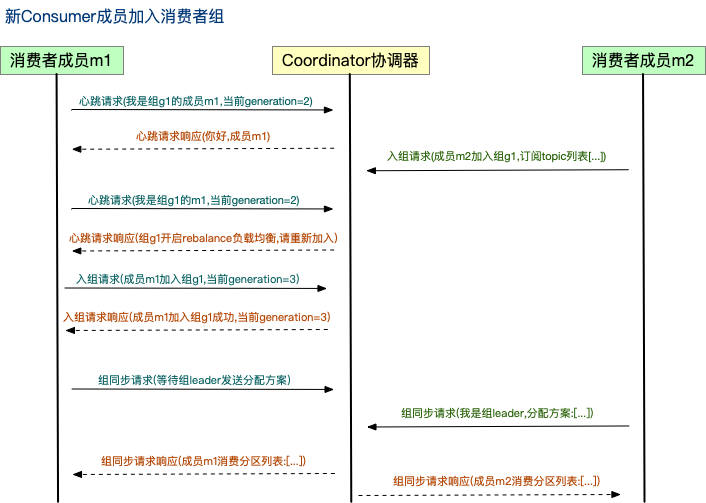 新Consumer成员加入消费者组
消费者成员m1
Coordinator协调器
消费者成员m2
心跳请求(我是组g1的成员m1,当前generation=2)
心跳请求响应(你好,成员m1)
入组请求(成员m2加入组g1,订阅topic列表[...])
心跳请求(我是组g1的m1,当前generation=2)
心跳请求响应(组g1开启rebalance负载均衡,请重新加入)
入组请求(成员m1加入组g1,当前generation=3)
入组请求响应(成员m1加入组g1成功,当前generation=3)
组同步请求(等待组leader发送分配方案)
组同步请求(我是组leader,分配方案:[...])
组同步请求响应(成员m1消费分区列表:[...])
组同步请求响应(成员m2消费分区列表:[...])